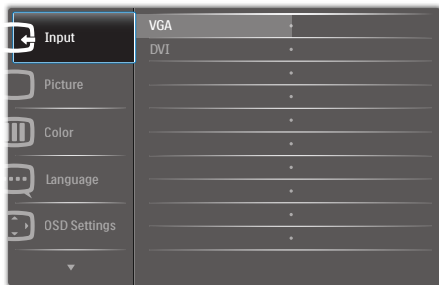 Input
Picture
Color
Language
OSD Settings
VGA
DVI